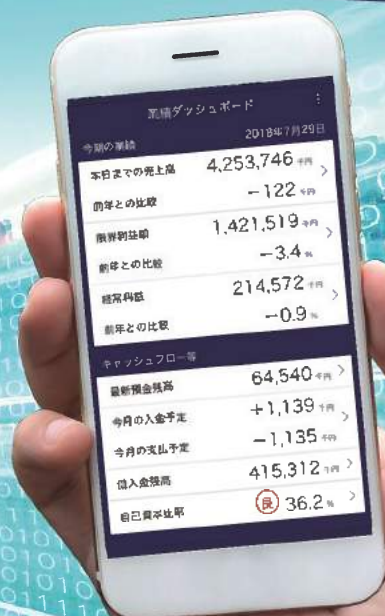 業績ダッシュボード
今期の業績 2018年7月29日
本日までの売上高 4,253,746 千円
前年との比較 −122 千円
限界利益額 1,421,519 千円
前年との比較 −3.4 %
経常利益 214,572 千円
前年との比較 −0.9 %
キャッシュフロー等
最新預金残高 64,540 千円
今月の入金予定 +1,139 千円
今月の支払予定 −1,135 千円
借入金残高 415,312 千円
自己資本比率 良 36.2 %